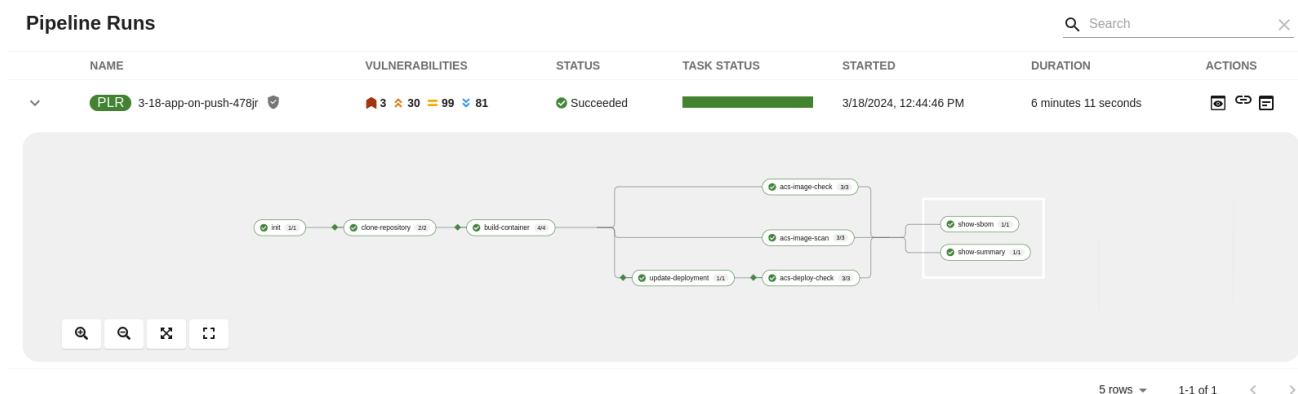 Pipeline Runs
Search
NAME VULNERABILITIES STATUS TASK STATUS STARTED DURATION ACTIONS
PLR 3-18-app-on-push-478jr 3 30 99 81 Succeeded 3/18/2024, 12:44:46 PM 6 minutes 11 seconds
acs-image-check 3/3
init 1/1 clone-repository 2/2 build-container 4/4
show-sbom 1/1
acs-image-scan 3/3
show-summary 1/1
update-deployment 1/1 acs-deploy-check 3/3
5 rows 1-1 of 1